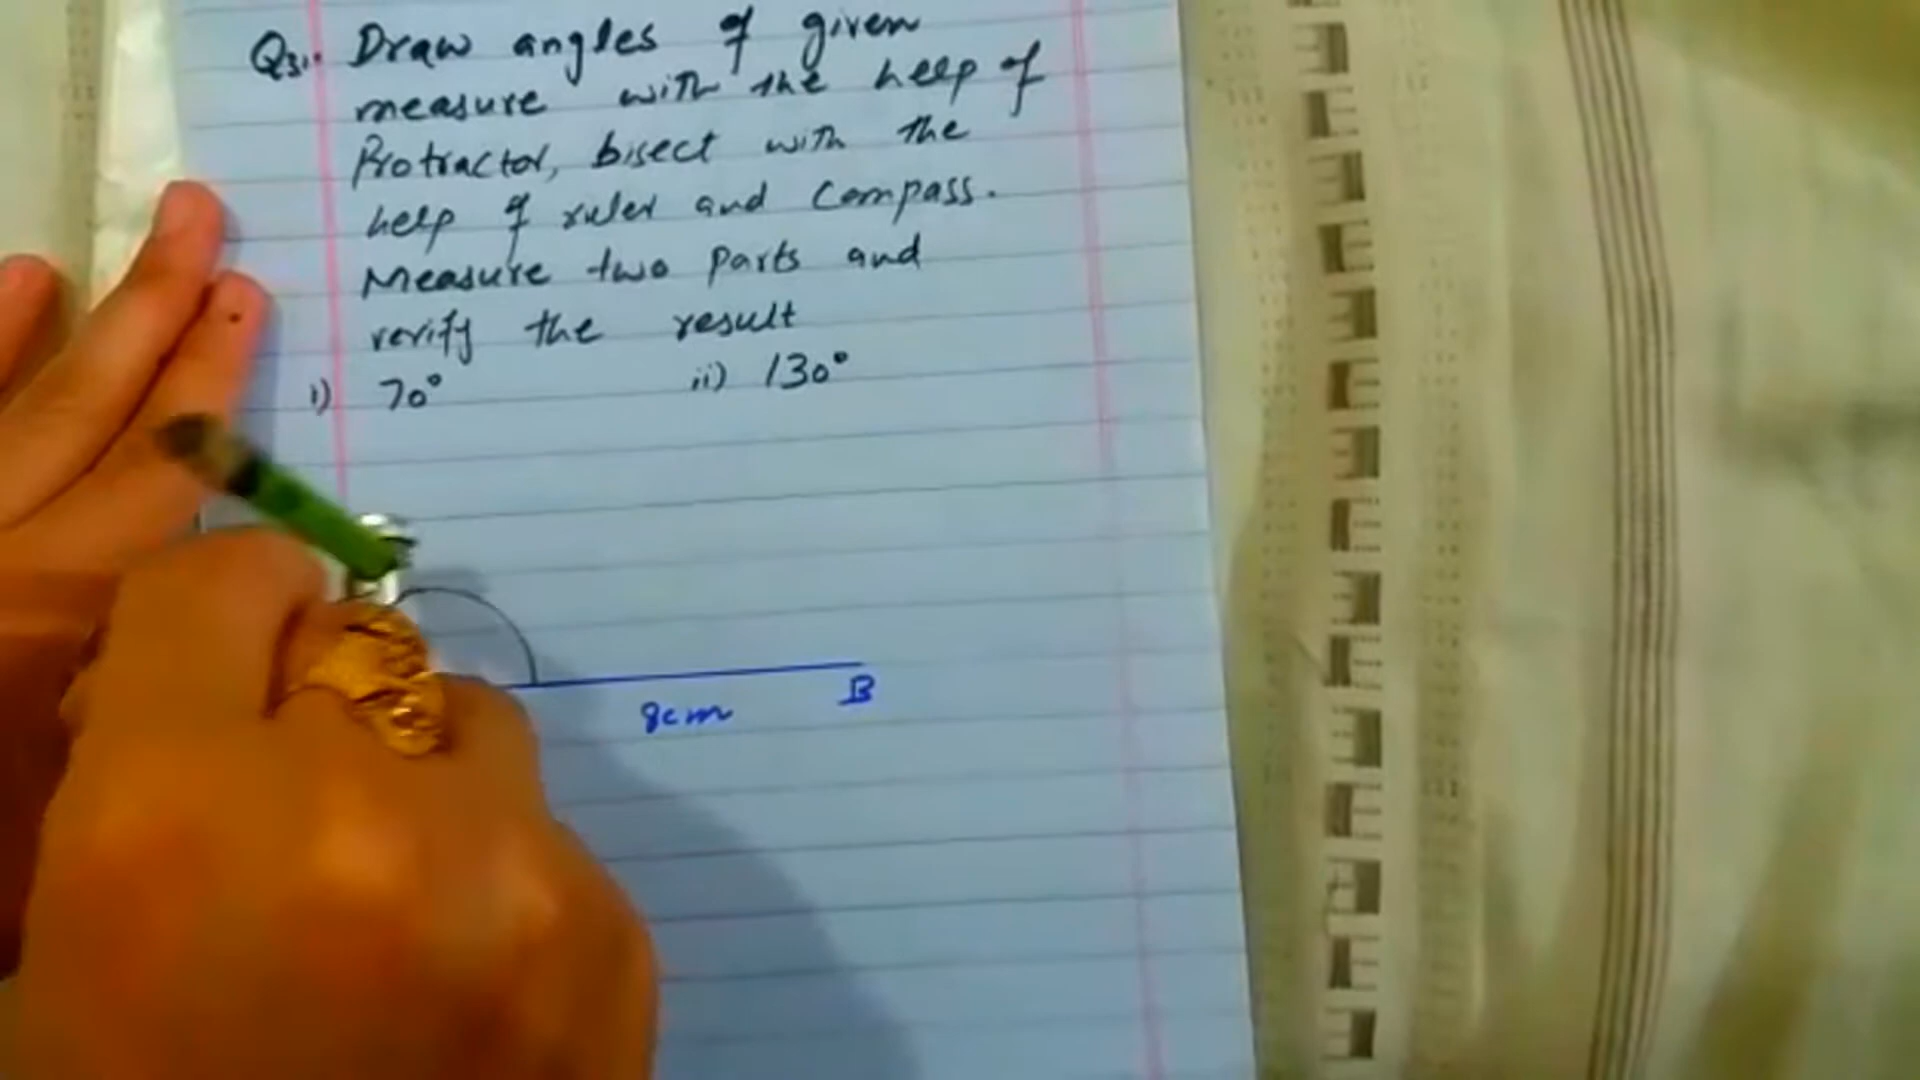 Q3. Draw angles of given
measure with the help of
Protractor, bisect with the
help of ruler and Compass.
Measure two parts and
verify the result
i) 70° ii) 130°
8cm B